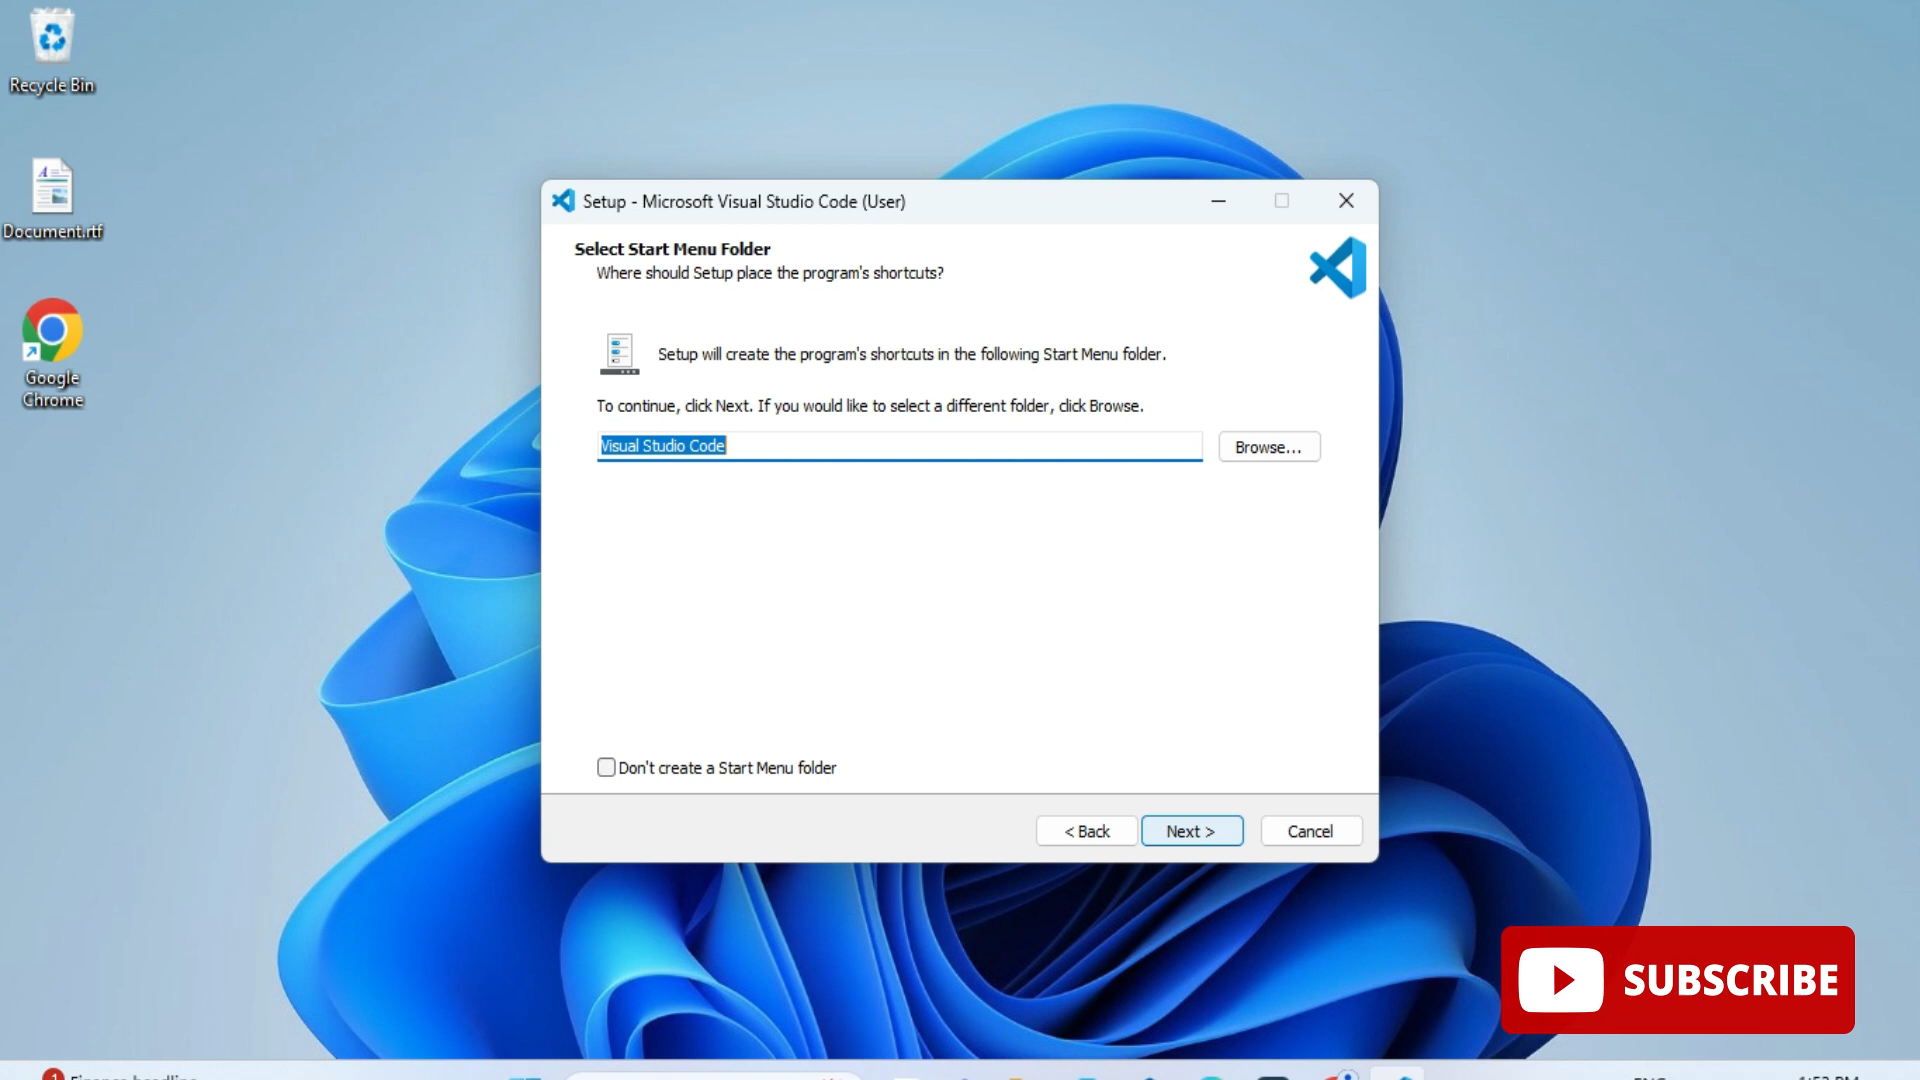 Recycle Bin
Document.rtf
Google
Chrome
Setup - Microsoft Visual Studio Code (User)
Select Start Menu Folder
Where should Setup place the program's shortcuts?
Setup will create the program's shortcuts in the following Start Menu folder.
To continue, click Next. If you would like to select a different folder, click Browse.
Visual Studio Code
Browse...
Don't create a Start Menu folder
< Back
Next >
Cancel
SUBSCRIBE